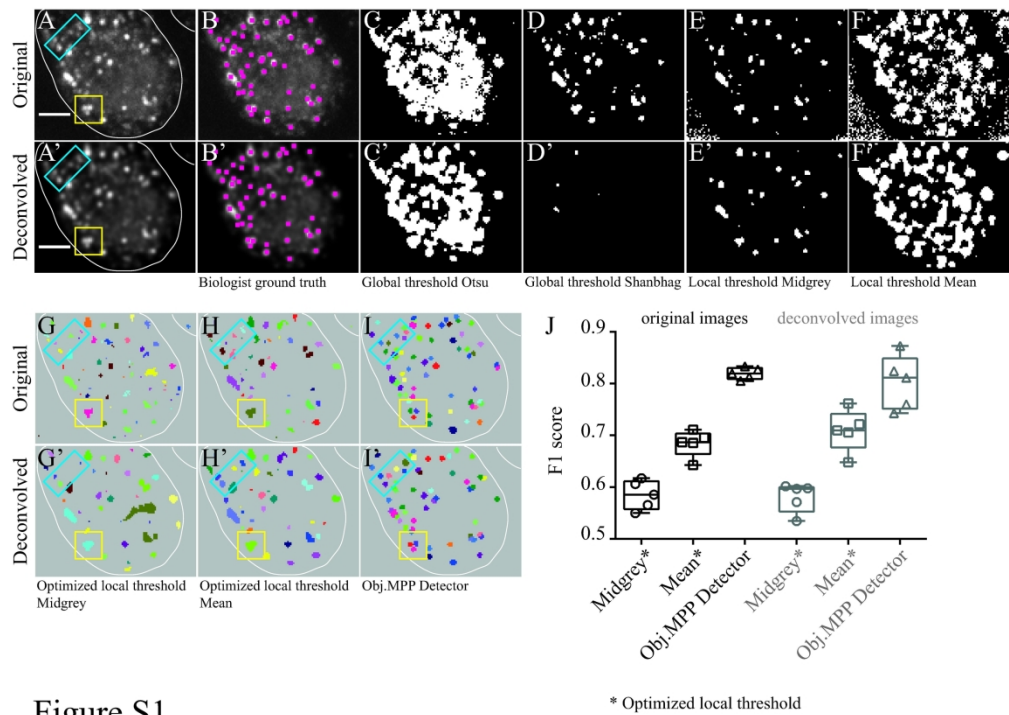 A B C D E F
Original
A' B' C' D' E' F'
Deconvolved
Biologist ground truth Global threshold Otsu Global threshold Shanbhag Local threshold Midgrey Local threshold Mean
G H I
Original
G' H' I'
Deconvolved
Optimized local threshold
Midgrey
Optimized local threshold
Mean
Obj.MPP Detector
J
original images deconvolved images
F1 score
0.9
0.8
0.7
0.6
0.5
Midgrey* Mean* Obj.MPP Detector Midgrey* Mean* Obj.MPP Detector
* Optimized local threshold
Figure S1